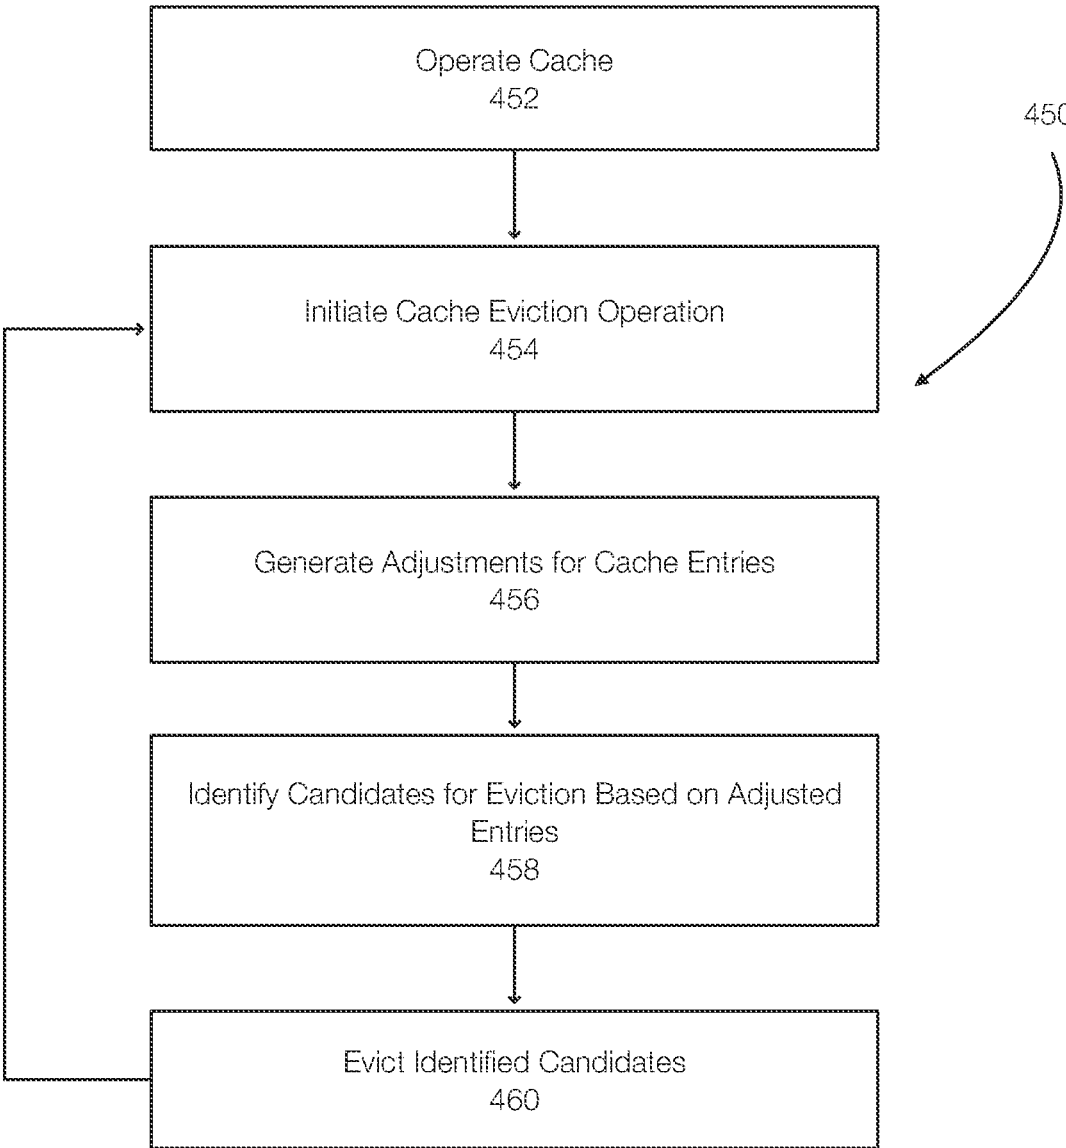 Operate Cache
452
450
Initiate Cache Eviction Operation
454
Generate Adjustments for Cache Entries
456
Identify Candidates for Eviction Based on Adjusted
Entries
458
Evict Identified Candidates
460